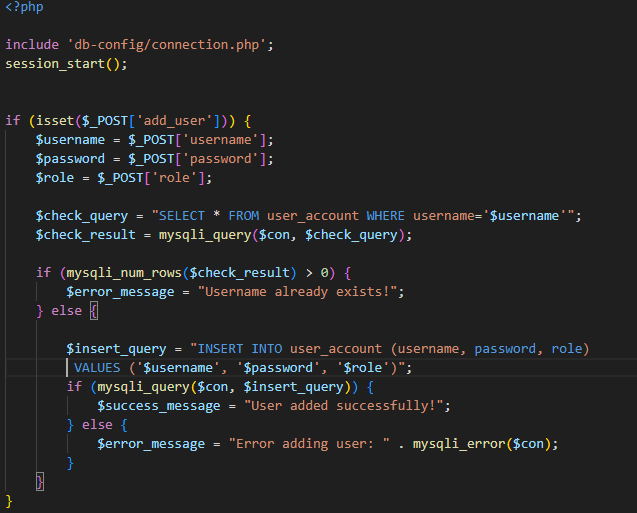 <?php
include 'db-config/connection.php';
session_start();
if (isset($_POST['add_user'])) {
$username = $_POST['username'];
$password = $_POST['password'];
$role = $_POST['role'];
$check_query = "SELECT * FROM user_account WHERE username='$username'";
$check_result = mysqli_query($con, $check_query);
if (mysqli_num_rows($check_result) > 0) {
$error_message = "Username already exists!";
} else {
$insert_query = "INSERT INTO user_account (username, password, role)
VALUES ('$username', '$password', '$role')";
if (mysqli_query($con, $insert_query)) {
$success_message = "User added successfully!";
} else {
$error_message = "Error adding user: " . mysqli_error($con);
}
}
}